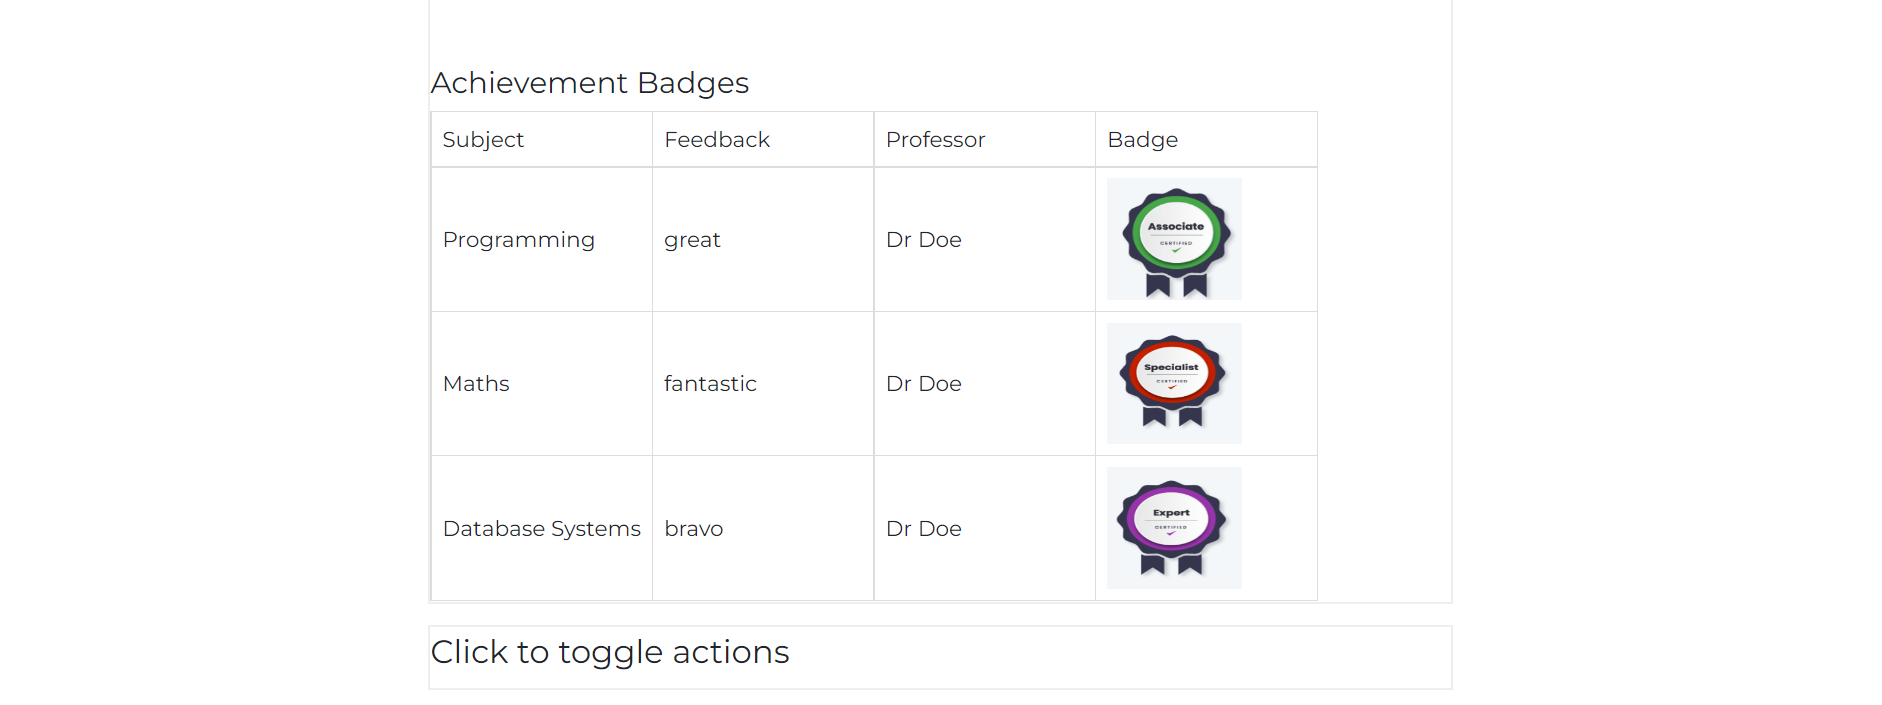 Achievement Badges
Subject Feedback Professor Badge
Programming great Dr Doe
Associate
CERTIFIED
Maths fantastic Dr Doe
Specialist
CERTIFIED
Database Systems bravo Dr Doe
Expert
CERTIFIED
Click to toggle actions